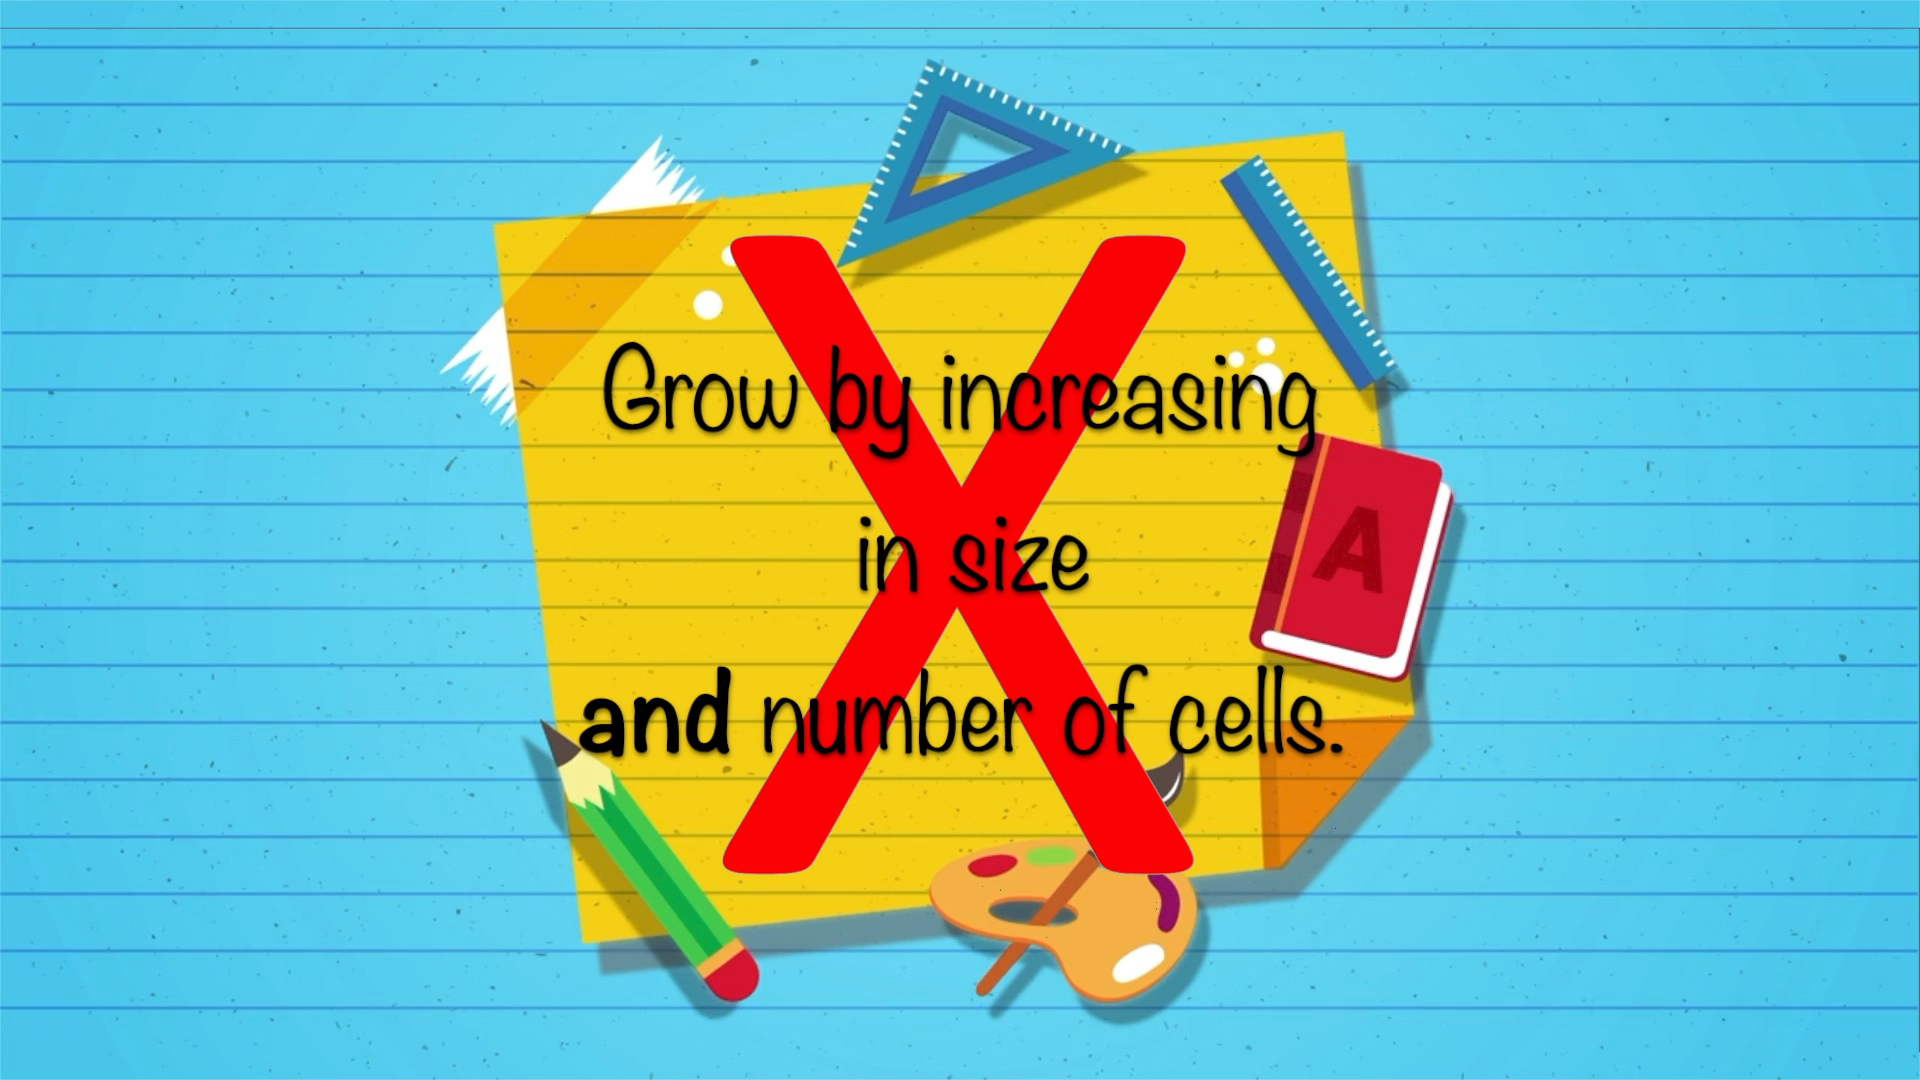 Grow by increasing
in size
and number of cells.
A